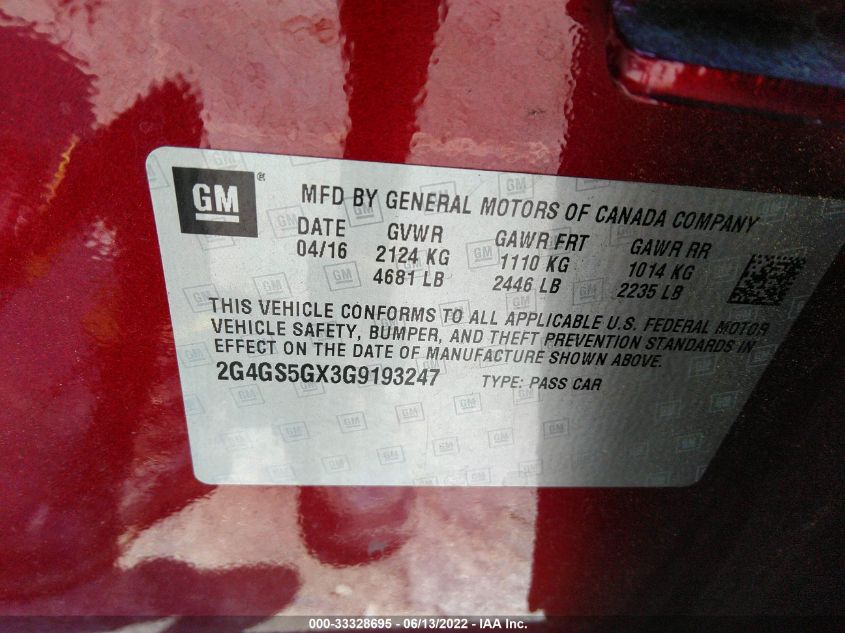 GM ® MFD BY GENERAL MOTORS OF CANADA COMPANY
DATE GVWR GAWR FRT GAWR RR
04/16 2124 KG 1110 KG 1014 KG
4681 LB 2446 LB 2235 LB
THIS VEHICLE CONFORMS TO ALL APPLICABLE U.S. FEDERAL MOTOR
VEHICLE SAFETY, BUMPER, AND THEFT PREVENTION STANDARDS IN
EFFECT ON THE DATE OF MANUFACTURE SHOWN ABOVE.
2G4GS5GX3G9193247 TYPE: PASS CAR
000-33328695 - 06/13/2022 - IAA Inc.